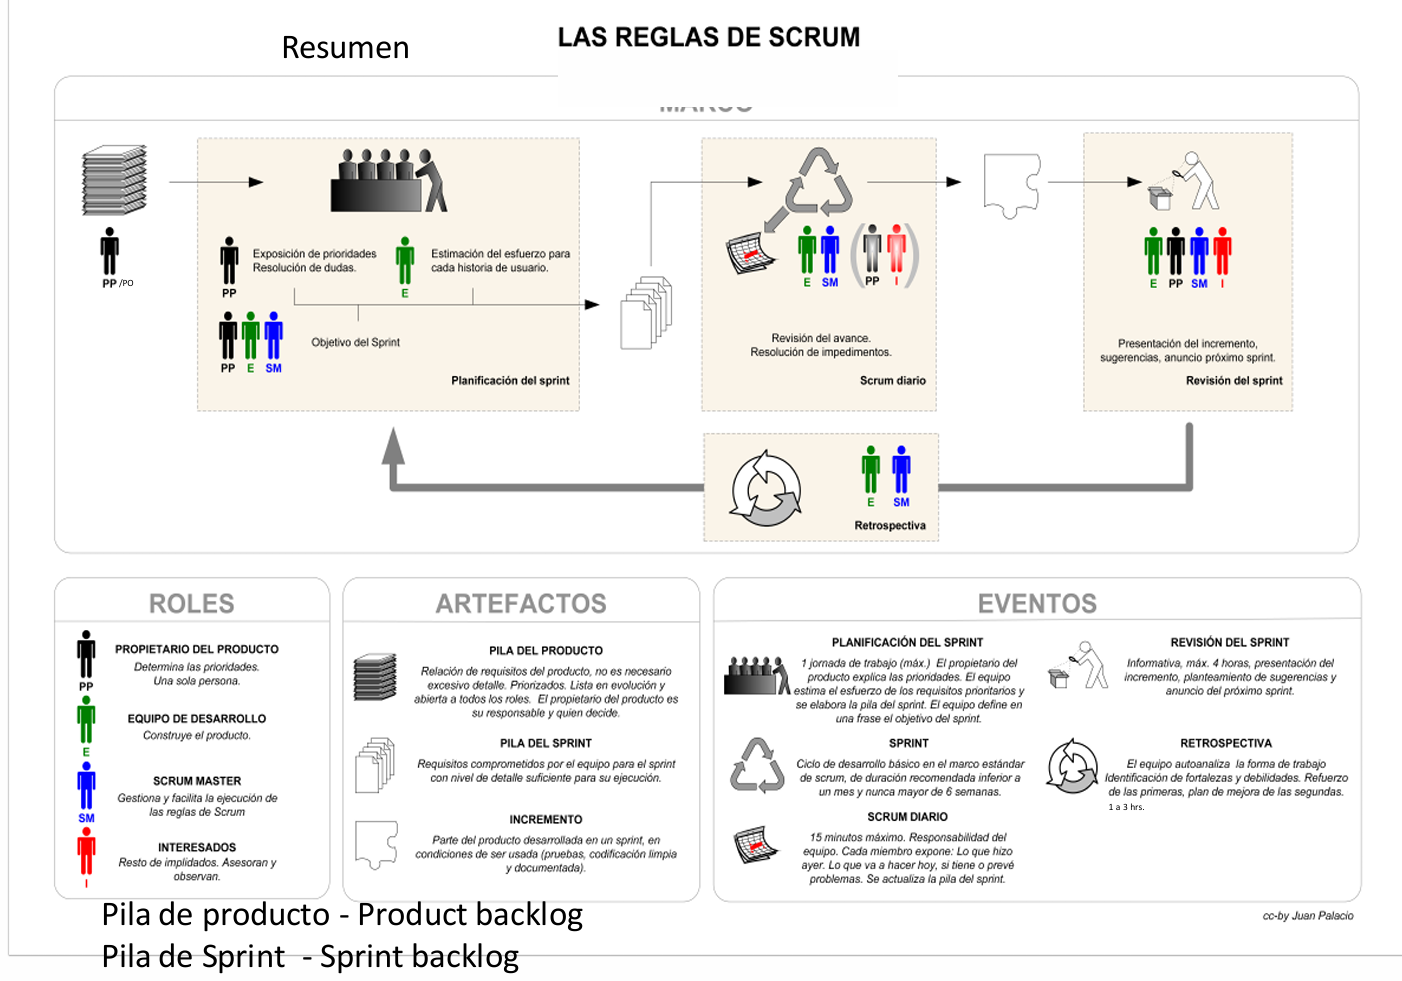 Resumen
LAS REGLAS DE SCRUM
PP /PO
Exposición de prioridades
Resolución de dudas.
PP
Estimación del esfuerzo para
cada historia de usuario.
E
Objetivo del Sprint
PP E SM
Planificación del sprint
E SM PP I
Revisión del avance.
Resolución de impedimentos.
Scrum diario
E PP SM I
Presentación del incremento,
sugerencias, anuncio próximo sprint.
Revisión del sprint
E SM
Retrospectiva
ROLES
PROPIETARIO DEL PRODUCTO
Determina las prioridades.
Una sola persona.
PP
EQUIPO DE DESARROLLO
Construye el producto.
E
SCRUM MASTER
Gestiona y facilita la ejecución de
las reglas de Scrum
SM
INTERESADOS
Resto de implidados. Asesoran y
observan.
I
ARTEFACTOS
PILA DEL PRODUCTO
Relación de requisitos del producto, no es necesario
excesivo detalle. Priorizados. Lista en evolución y
abierta a todos los roles. El propietario del producto es
su responsable y quien decide.
PILA DEL SPRINT
Requisitos comprometidos por el equipo para el sprint
con nivel de detalle suficiente para su ejecución.
INCREMENTO
Parte del producto desarrollada en un sprint, en
condiciones de ser usada (pruebas, codificación limpia
y documentada).
EVENTOS
PLANIFICACIÓN DEL SPRINT
1 jornada de trabajo (máx.) El propietario del
producto explica las prioridades. El equipo
estima el esfuerzo de los requisitos prioritarios y
se elabora la pila del sprint. El equipo define en
una frase el objetivo del sprint.
SPRINT
Ciclo de desarrollo básico en el marco estándar
de scrum, de duración recomendada inferior a
un mes y nunca mayor de 6 semanas.
SCRUM DIARIO
15 minutos máximo. Responsabilidad del
equipo. Cada miembro expone: Lo que hizo
ayer. Lo que va a hacer hoy, si tiene o prevé
problemas. Se actualiza la pila del sprint.
REVISIÓN DEL SPRINT
Informativa, máx. 4 horas, presentación del
incremento, planteamiento de sugerencias y
anuncio del próximo sprint.
RETROSPECTIVA
El equipo autoanaliza la forma de trabajo
Identificación de fortalezas y debilidades. Refuerzo
de las primeras, plan de mejora de las segundas.
1 a 3 hrs.
Pila de producto - Product backlog
Pila de Sprint - Sprint backlog
cc-by Juan Palacio